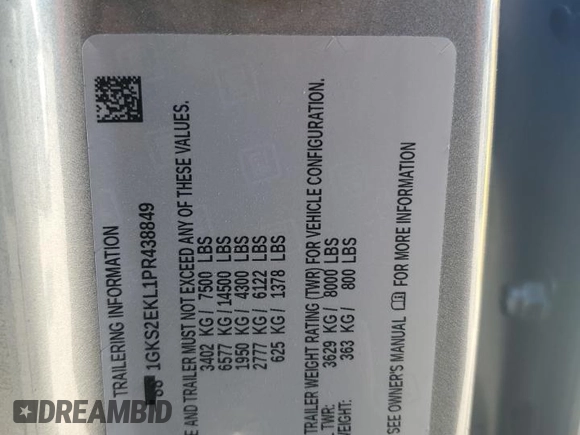 TRAILERING INFORMATION
1GKS2EKL1PR438849
E AND TRAILER MUST NOT EXCEED ANY OF THESE VALUES.
3402 KG / 7500 LBS
6577 KG / 14500 LBS
1950 KG / 4300 LBS
2777 KG / 6122 LBS
625 KG / 1378 LBS
TRAILER WEIGHT RATING (TWR) FOR VEHICLE CONFIGURATION.
TWR: 3629 KG / 8000 LBS
WEIGHT: 363 KG / 800 LBS
SEE OWNER'S MANUAL FOR MORE INFORMATION
DREAMBID